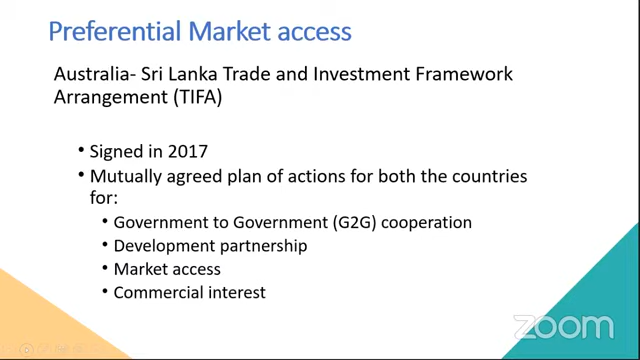 Preferential Market access
Australia- Sri Lanka Trade and Investment Framework
Arrangement (TIFA)
• Signed in 2017
• Mutually agreed plan of actions for both the countries
for:
• Government to Government (G2G) cooperation
• Development partnership
• Market access
• Commercial interest
zoom